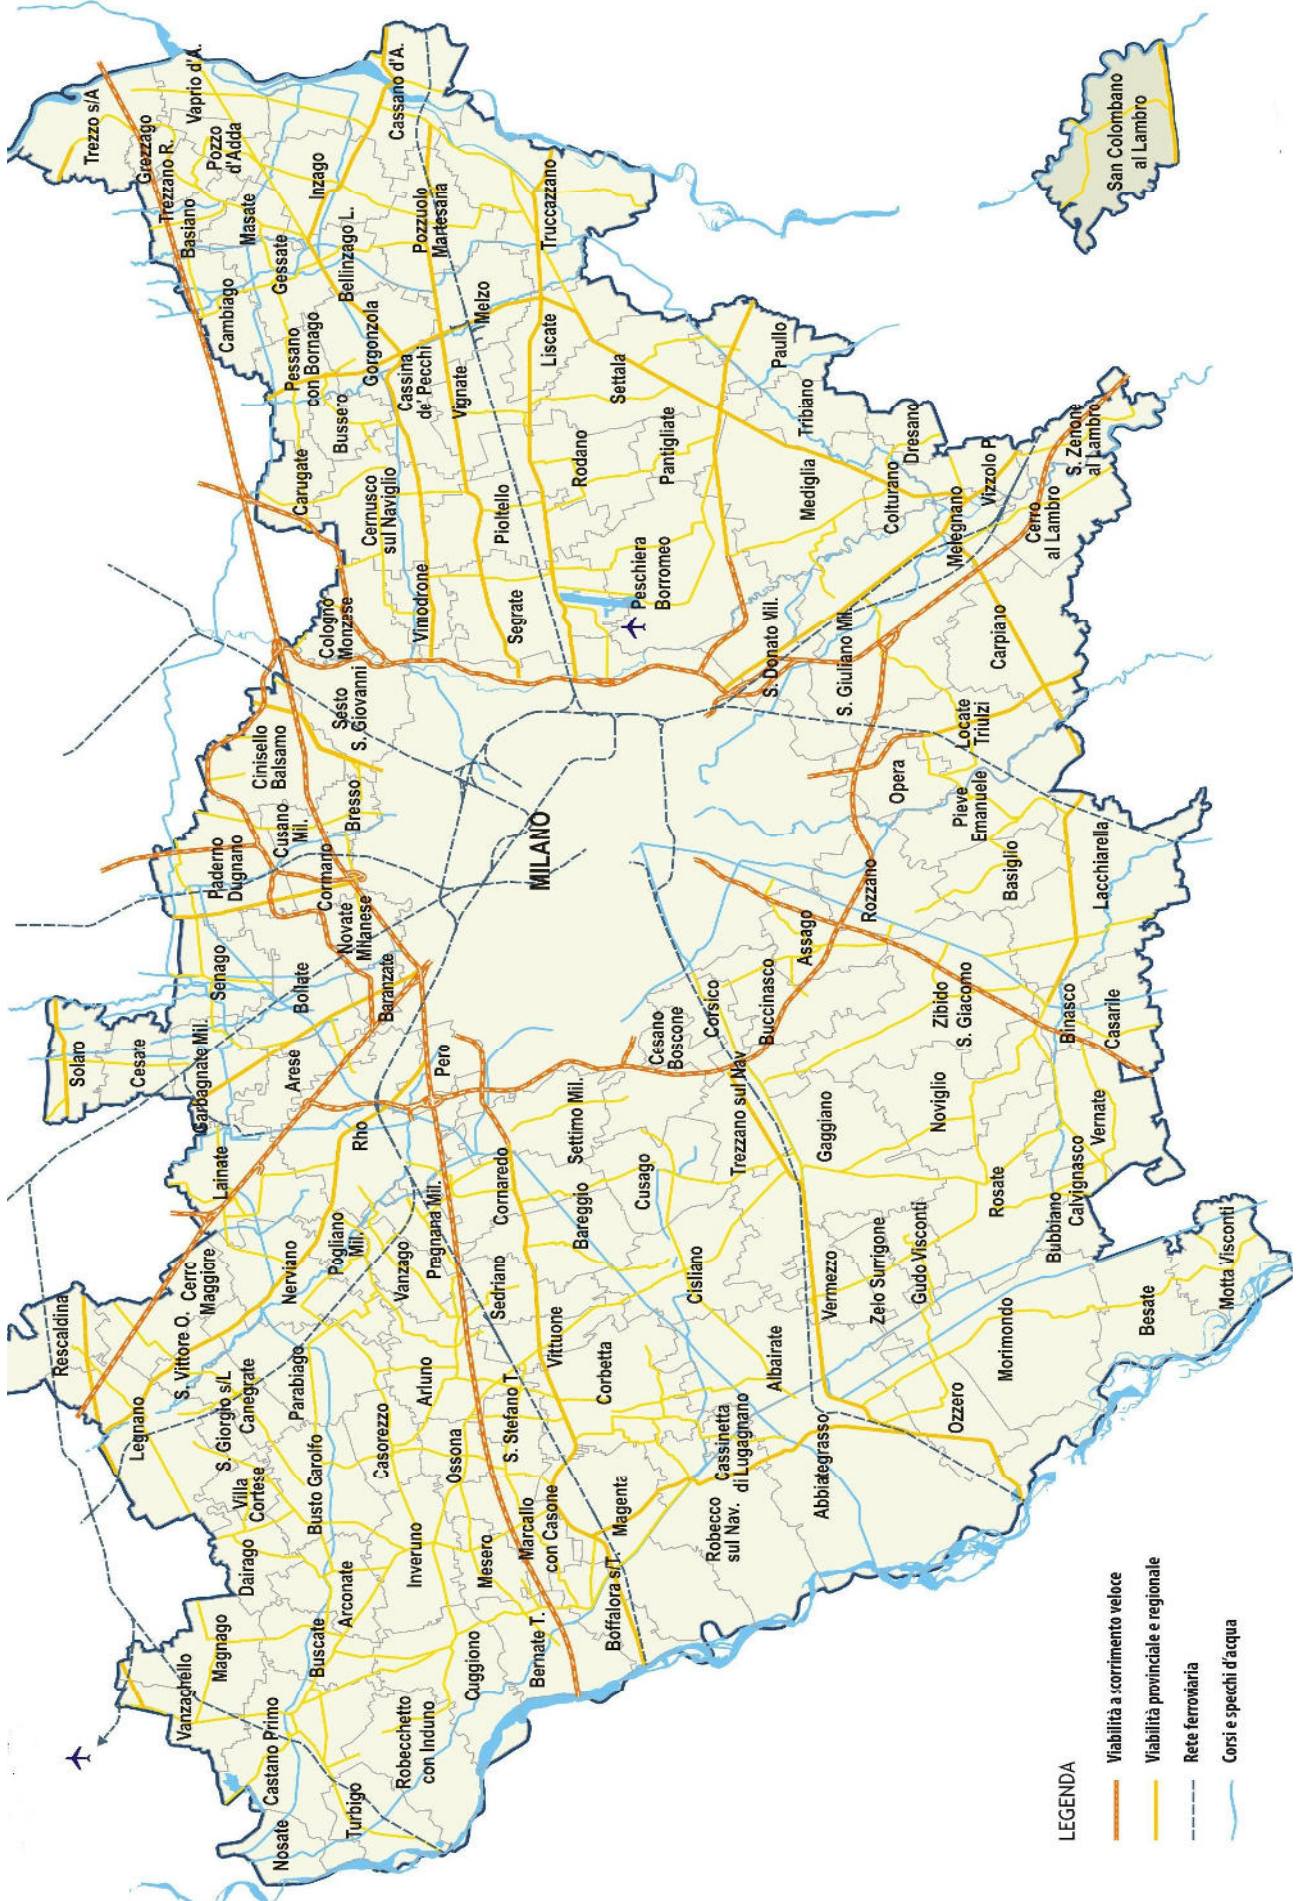 Nosate
Castano Primo
Vanzachello
Magnago
Turbigo
Robecchetto
con Induno
Buscate
Cuggiono
Arconate
Dairago
Villa
Cortese
Busto Garolfo
Inveruno
Mesero
Bernate T.
Boffalora s/T.
Marcallo
con Casone
Magenta
Robecco
sul Nav.
Legnano
Rescaldina
S. Vittore O.
Cerro
Maggiore
S. Giorgio s/L
Canegrate
Parabiago
Casorezzo
Arluno
Ossona
S. Stefano T.
Vittuone
Corbetta
Cassinetta
di Lugagnano
Albairate
Abbiategrasso
Ozzero
Morimondo
Besate
Motta Visconti
Nerviano
Pogliano
Mil.
Vanzago
Pregnana Mil.
Sedriano
Cornaredo
Bareggio
Cusago
Cisliano
Settimo Mil.
Vermezzo
Zelo Surrigone
Gudo Visconti
Rosate
Bubbiano
Calvignasco
Vernate
Noviglio
Gaggiano
Trezzano sul Nav
Lainate
Garbagnate Mil.
Solaro
Cesate
Arese
Rho
Pero
Senago
Bollate
Baranzate
Novate
Milanese
Cesano
Boscone
Corsico
Buccinasco
Assago
Zibido
S. Giacomo
Binasco
Casarile
Rozzano
Basiglio
Lacchiarella
Pieve
Emanuele
Opera
Locate
Triulzi
MILANO
Paderno
Dugnano
Cormano
Cusano
Mil.
Bresso
Cinisello
Balsamo
Sesto
S. Giovanni
Cologno
Monzese
Vimodrone
Segrate
Pioltello
Cernusco
sul Naviglio
Carugate
Bussero
Pessano
con Bornago
Cambiago
Gorgonzola
Cassina
de' Pecchi
Vignate
Melzo
Liscate
Settala
Rodano
Pantigliate
Peschiera
Borromeo
S. Donato Mil.
S. Giuliano Mil.
Mediglia
Tribiano
Paullo
Colturano
Dresano
Melegnano
Vizzolo P.
Cerro
al Lambro
S. Zenone
al Lambro
Carpiano
Trezzo s/A
Grezzago
Trezzano R.
Vaprio d'A.
Pozzo
d'Adda
Basiano
Masate
Gessate
Inzago
Bellinzago L.
Cassano d'A.
Pozzuolo
Martesana
Truccazzano
San Colombano
al Lambro
LEGENDA
Viabilità a scorrimento veloce
Viabilità provinciale e regionale
Rete ferroviaria
Corsi e specchi d'acqua